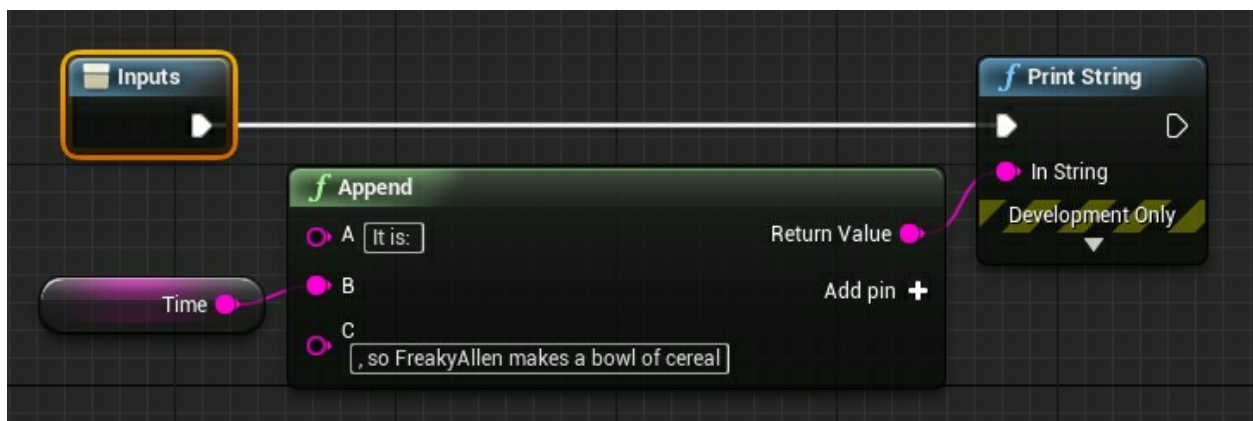 Inputs
f Print String
In String
Development Only
f Append
A It is:
Return Value
B
Add pin
Time
C
, so FreakyAllen makes a bowl of cereal